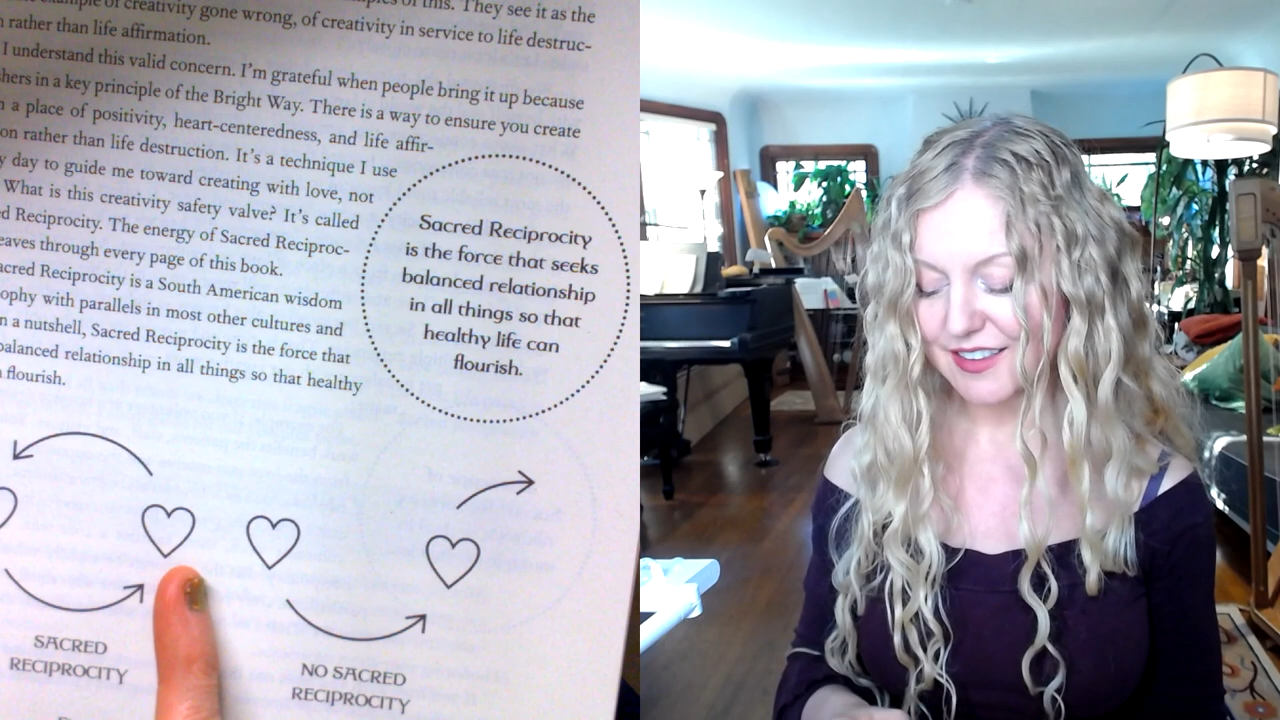 of this. They see it as the
example of creativity gone wrong, of creativity in service to life destruc-
rather than life affirmation.
I understand this valid concern. I'm grateful when people bring it up because
in a key principle of the Bright Way. There is a way to ensure you create
a place of positivity, heart-centeredness, and life affir-
rather than life destruction. It's a technique I use
day to guide me toward creating with love, not
What is this creativity safety valve? It's called
Reciprocity. The energy of Sacred Reciproc-
through every page of this book.
Reciprocity is a South American wisdom
with parallels in most other cultures and
a nutshell, Sacred Reciprocity is the force that
balanced relationship in all things so that healthy
flourish.
Sacred Reciprocity
is the force that seeks
balanced relationship
in all things so that
healthy life can
flourish.
SACRED
RECIPROCITY
NO SACRED
RECIPROCITY